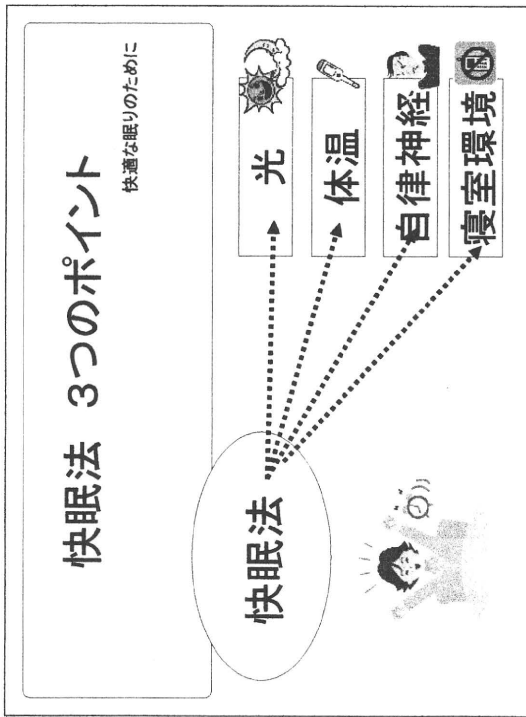 快眠法 3つのポイント
快適な眠りのために
快眠法
光
体温
自律神経
寝室環境